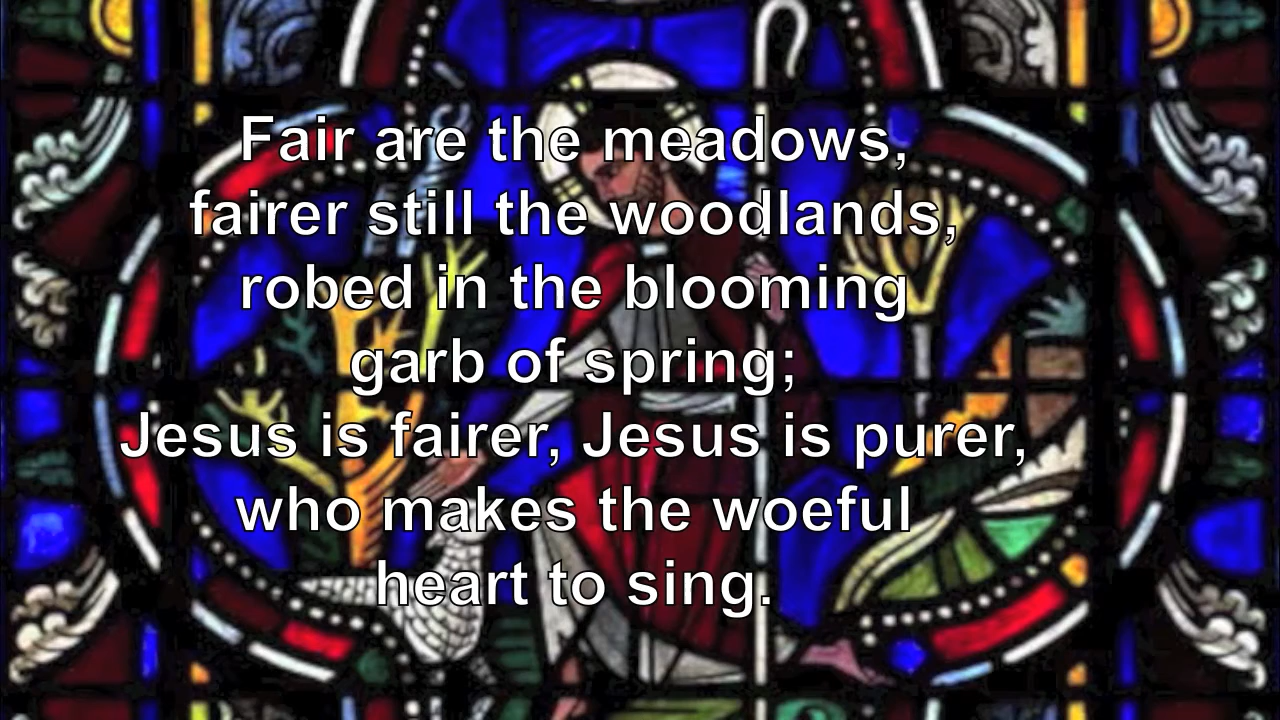 Fair are the meadows,
fairer still the woodlands,
robed in the blooming
garb of spring;
Jesus is fairer, Jesus is purer,
who makes the woeful
heart to sing.